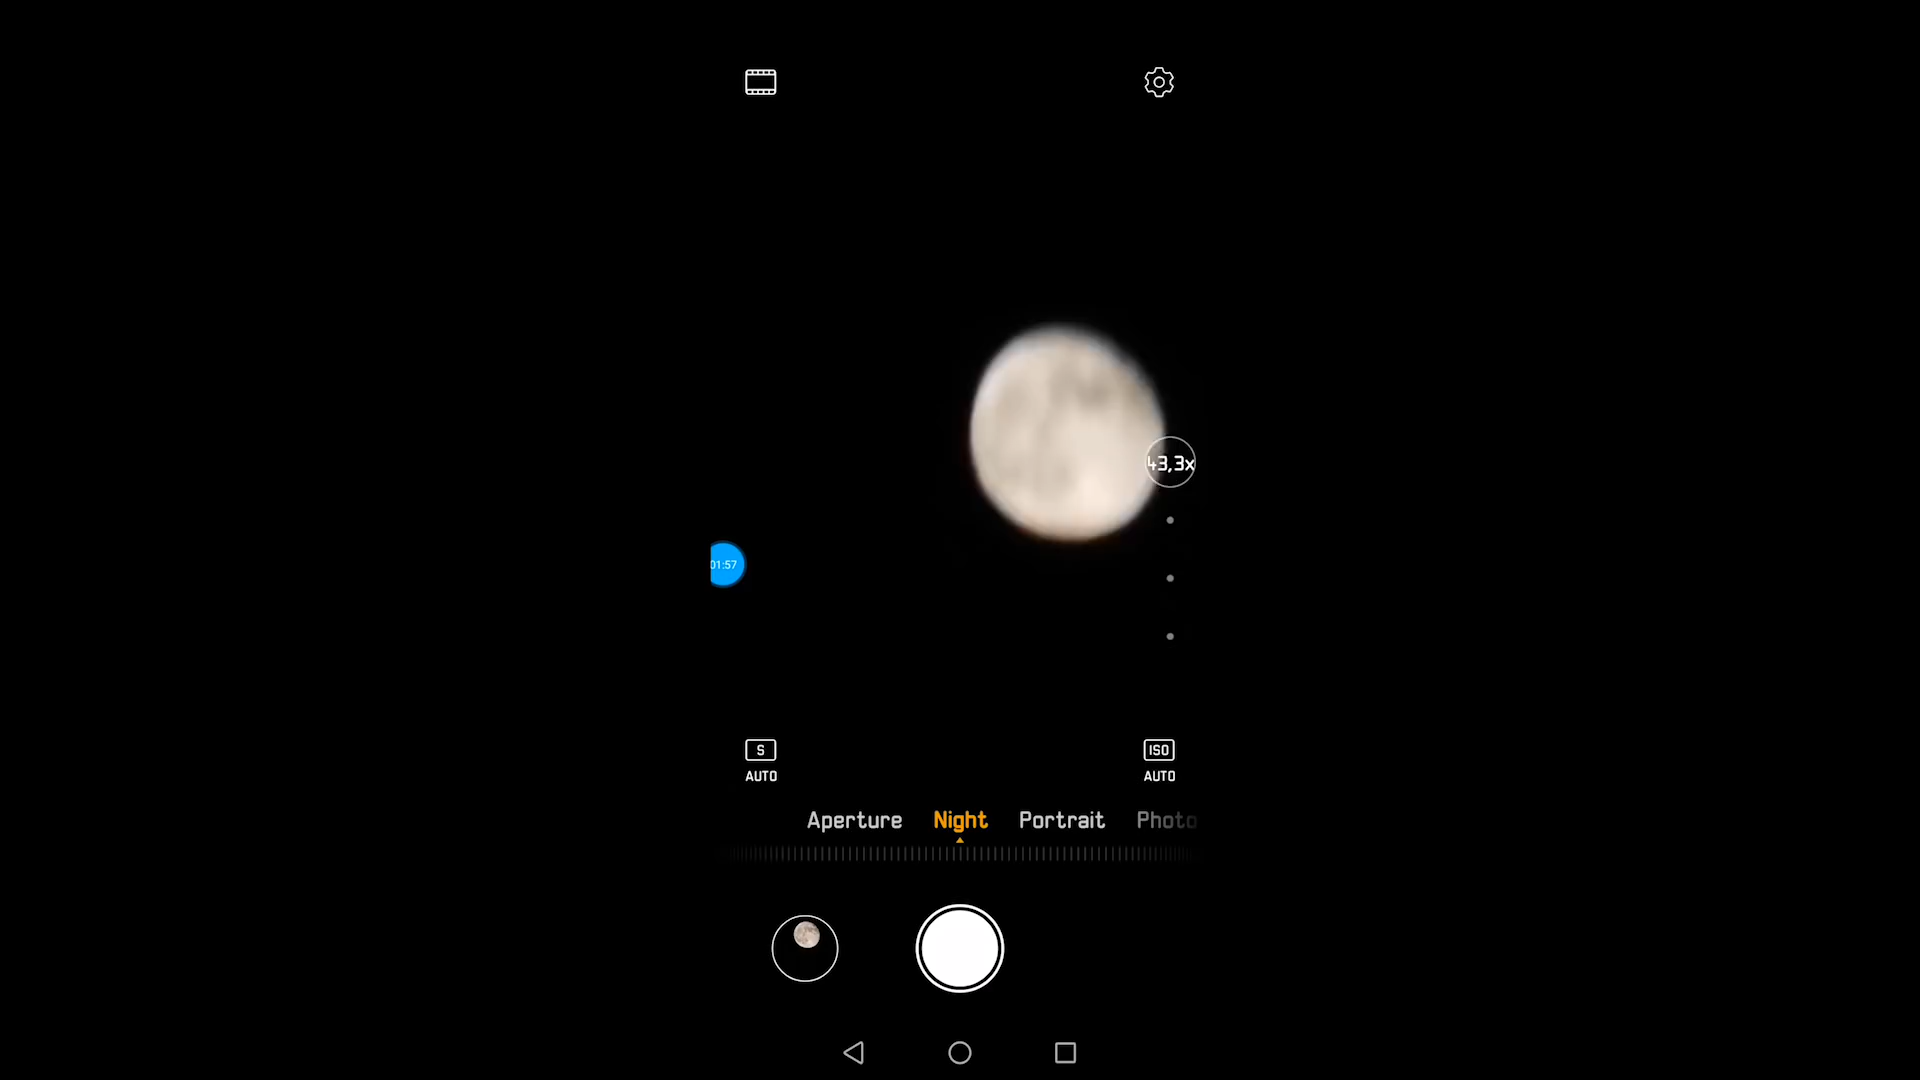 43,3x
01:57
S
ISO
AUTO
AUTO
Aperture Night Portrait Photo